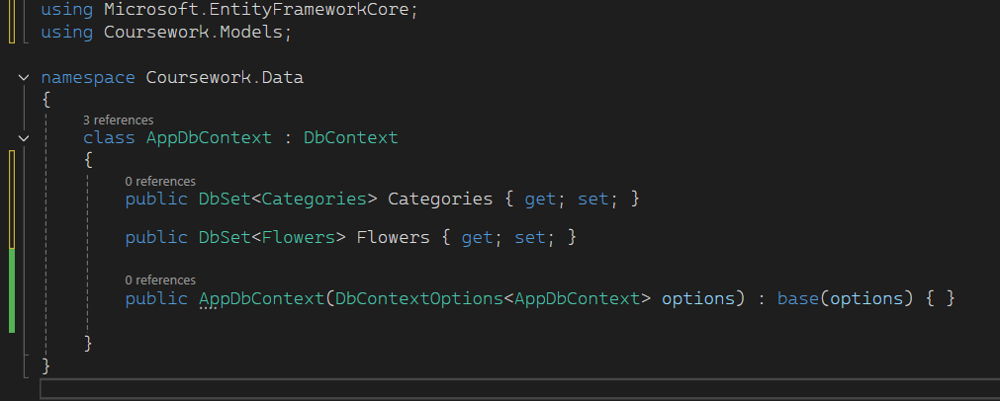 using Microsoft.EntityFrameworkCore;
using Coursework.Models;
namespace Coursework.Data
{
3 references
class AppDbContext : DbContext
{
0 references
public DbSet<Categories> Categories { get; set; }
public DbSet<Flowers> Flowers { get; set; }
0 references
public AppDbContext(DbContextOptions<AppDbContext> options) : base(options) { }
}
}